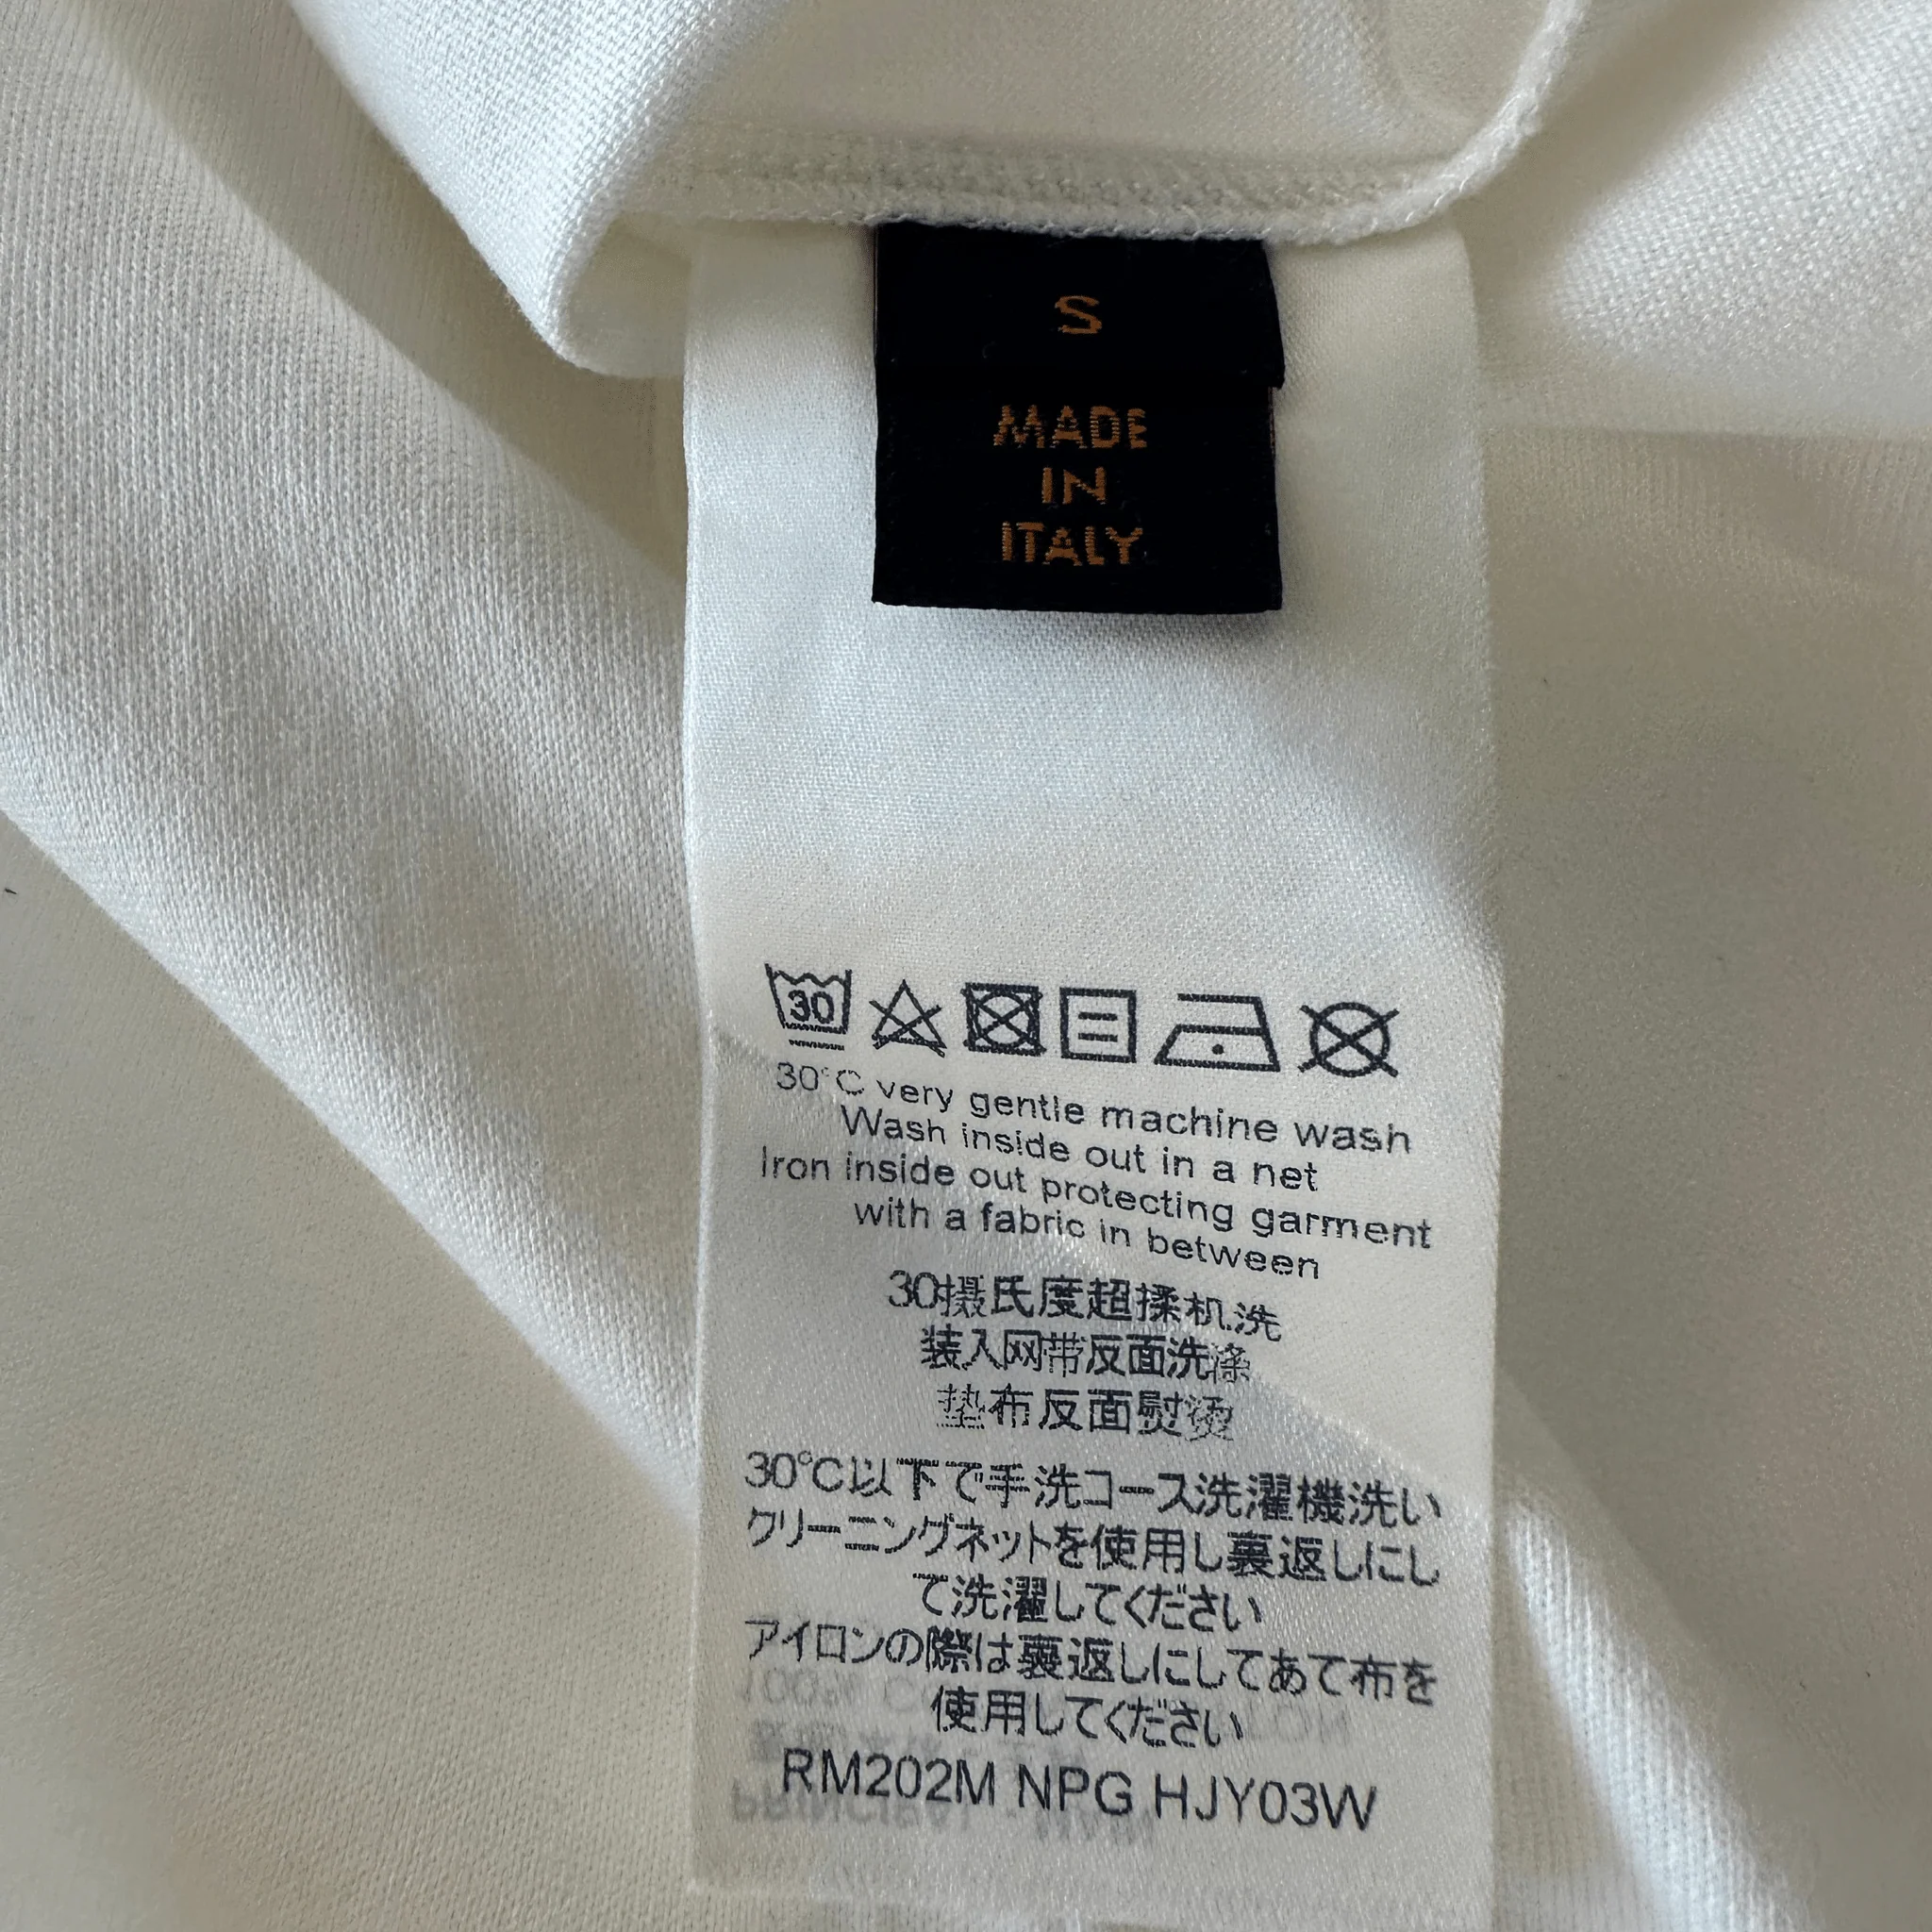 S
MADE
IN
ITALY
30
30°C very gentle machine wash
Wash inside out in a net
Iron inside out protecting garment
with a fabric in between
30摄氏度超揉机洗
装入网带反面洗涤
垫布反面熨烫
30℃以下で手洗コース洗濯機洗い
クリーニングネットを使用し裏返しにし
て洗濯してください
アイロンの際は裏返しにしてあて布を
使用してください
RM202M NPG HJY03W